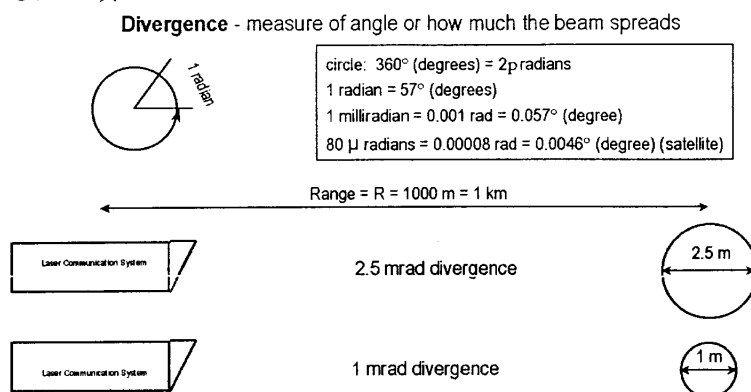 Divergence - measure of angle or how much the beam spreads
1 radian
circle: 360° (degrees) = 2p radians
1 radian = 57° (degrees)
1 milliradian = 0.001 rad = 0.057° (degree)
80 µ radians = 0.00008 rad = 0.0046° (degree) (satellite)
Range = R = 1000 m = 1 km
Laser Communication System
2.5 mrad divergence
2.5 m
Laser Communication System
1 mrad divergence
1 m